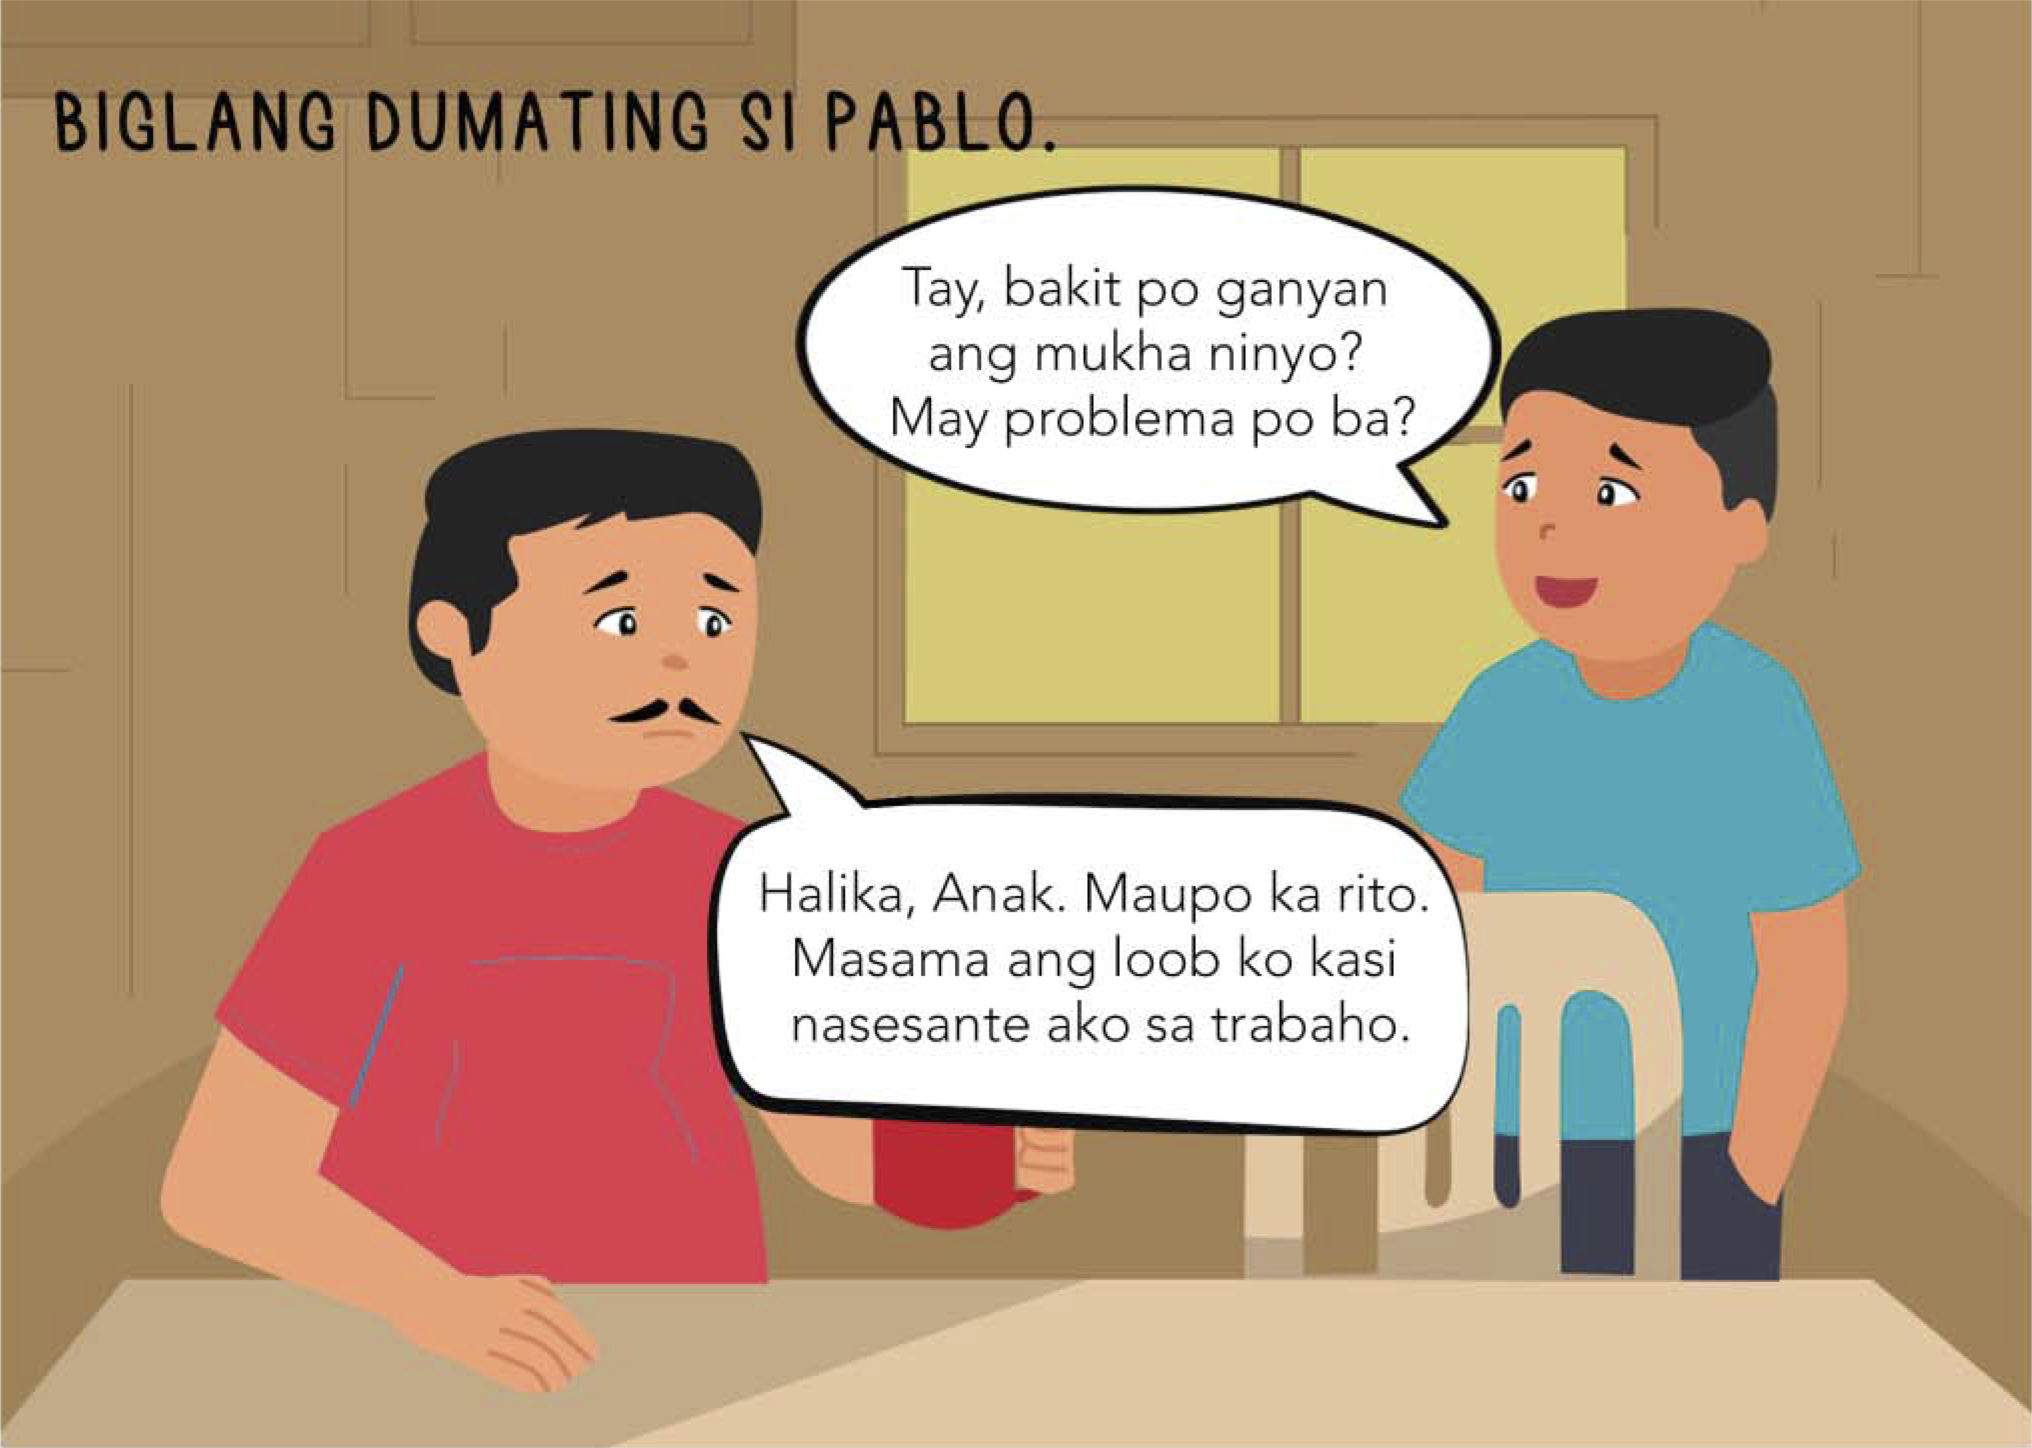 BIGLANG DUMATING SI PABLO.
Tay, bakit po ganyan
ang mukha ninyo?
May problema po ba?
Halika, Anak. Maupo ka rito.
Masama ang loob ko kasi
nasesante ako sa trabaho.